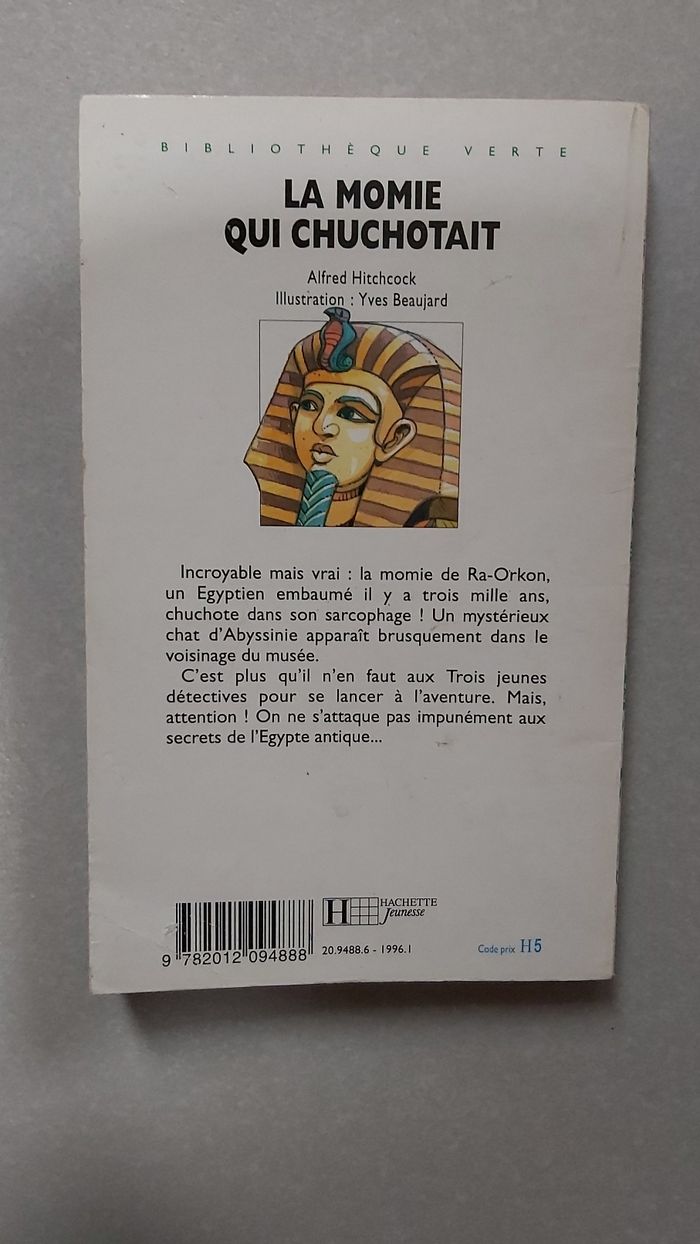 BIBLIOTHÈQUE VERTE
LA MOMIE
QUI CHUCHOTAIT
Alfred Hitchcock
Illustration : Yves Beaujard
Incroyable mais vrai : la momie de Ra-Orkon,
un Egyptien embaumé il y a trois mille ans,
chuchote dans son sarcophage ! Un mystérieux
chat d'Abyssinie apparaît brusquement dans le
voisinage du musée.
C'est plus qu'il n'en faut aux Trois jeunes
détectives pour se lancer à l'aventure. Mais,
attention ! On ne s'attaque pas impunément aux
secrets de l'Egypte antique...
H HACHETTE
Jeunesse
9 782012 094888
20.9488.6 - 1996.1
Code prix H5